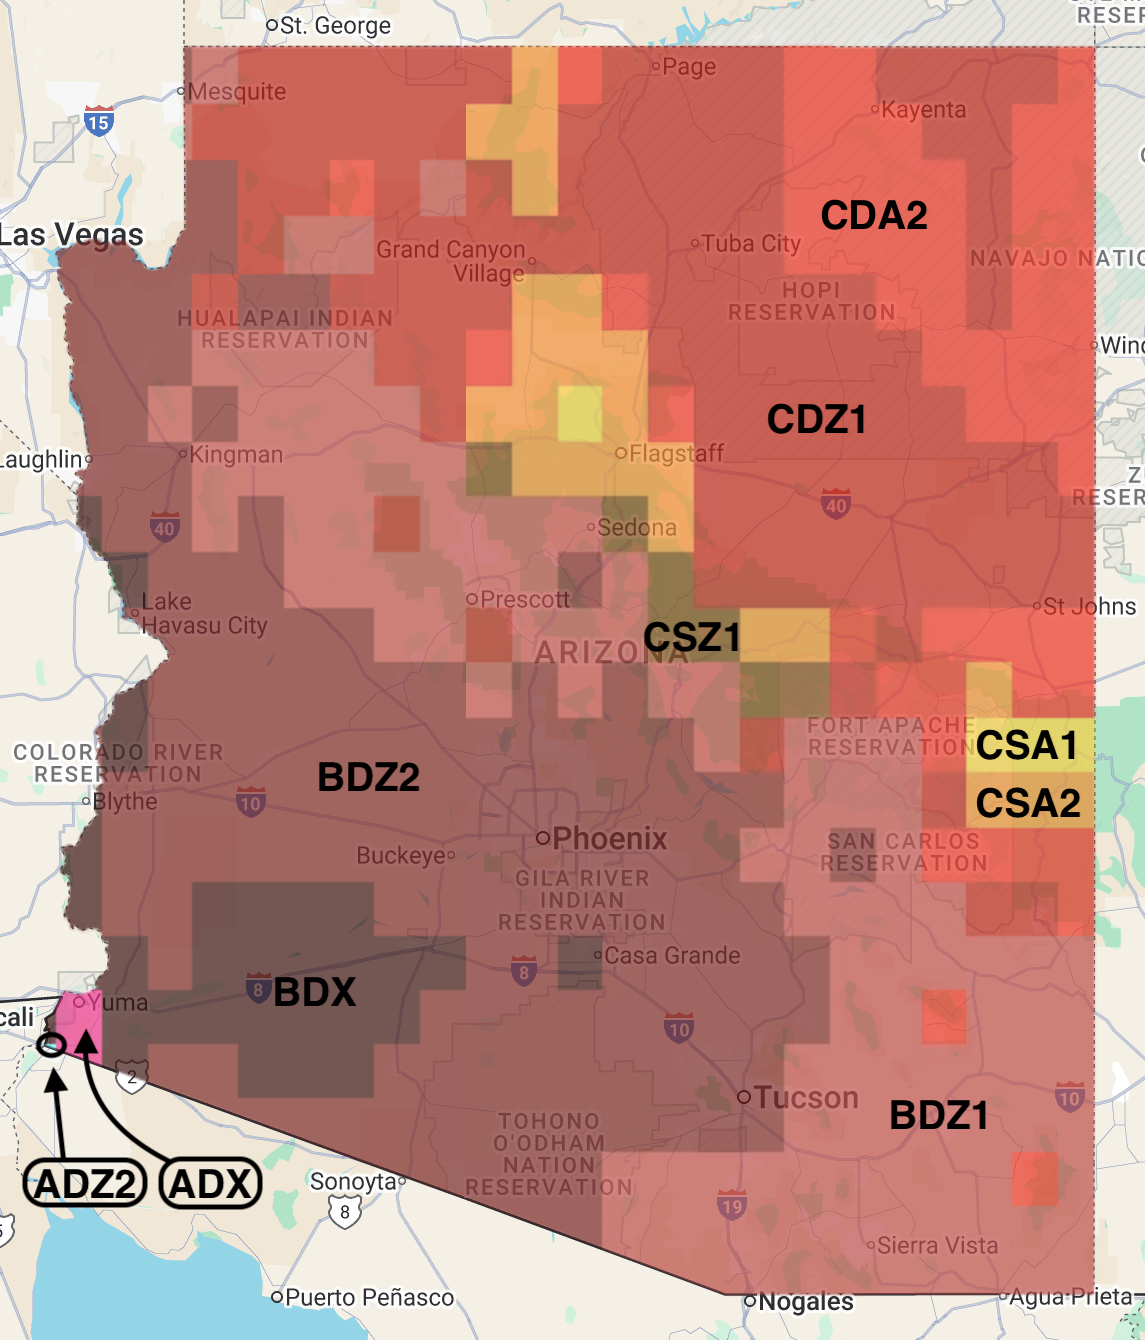 RESER
St. George
Page
Mesquite
15
Kayenta
CDA2
Las Vegas
Tuba City
Grand Canyon
Village
NAVAJO NATIO
HOPI
RESERVATION
HUALAPAI INDIAN
RESERVATION
Wind
CDZ1
Laughlin
Kingman
Flagstaff
Z
RESER
40
40
Sedona
Prescott
Lake
Havasu City
St Johns
CSZ1
ARIZONA
FORT APACHE
RESERVATION
CSA1
COLORADO RIVER
RESERVATION
BDZ2
CSA2
Blythe
10
Phoenix
SAN CARLOS
RESERVATION
Buckeye
GILA RIVER
INDIAN
RESERVATION
Casa Grande
8
8
BDX
Yuma
cali
10
2
Tucson
10
BDZ1
TOHONO
O'ODHAM
NATION
RESERVATION
ADZ2
ADX
Sonoyta
8
19
5
Sierra Vista
Puerto Peñasco
Nogales
Agua Prieta